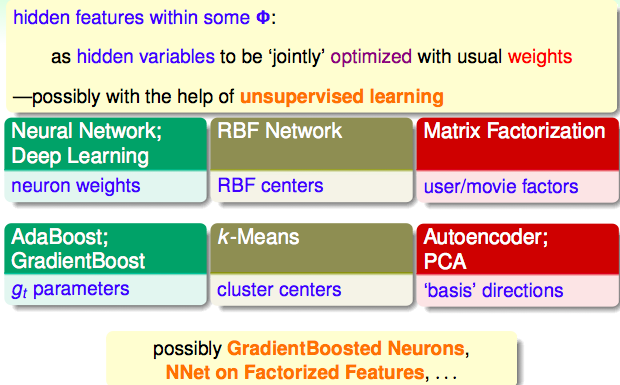 hidden features within some Φ:
as hidden variables to be ‘jointly’ optimized with usual weights
—possibly with the help of unsupervised learning
Neural Network;
Deep Learning
neuron weights
RBF Network
RBF centers
Matrix Factorization
user/movie factors
AdaBoost;
GradientBoost
gₜ parameters
k-Means
cluster centers
Autoencoder;
PCA
‘basis’ directions
possibly GradientBoosted Neurons,
NNet on Factorized Features, . . .